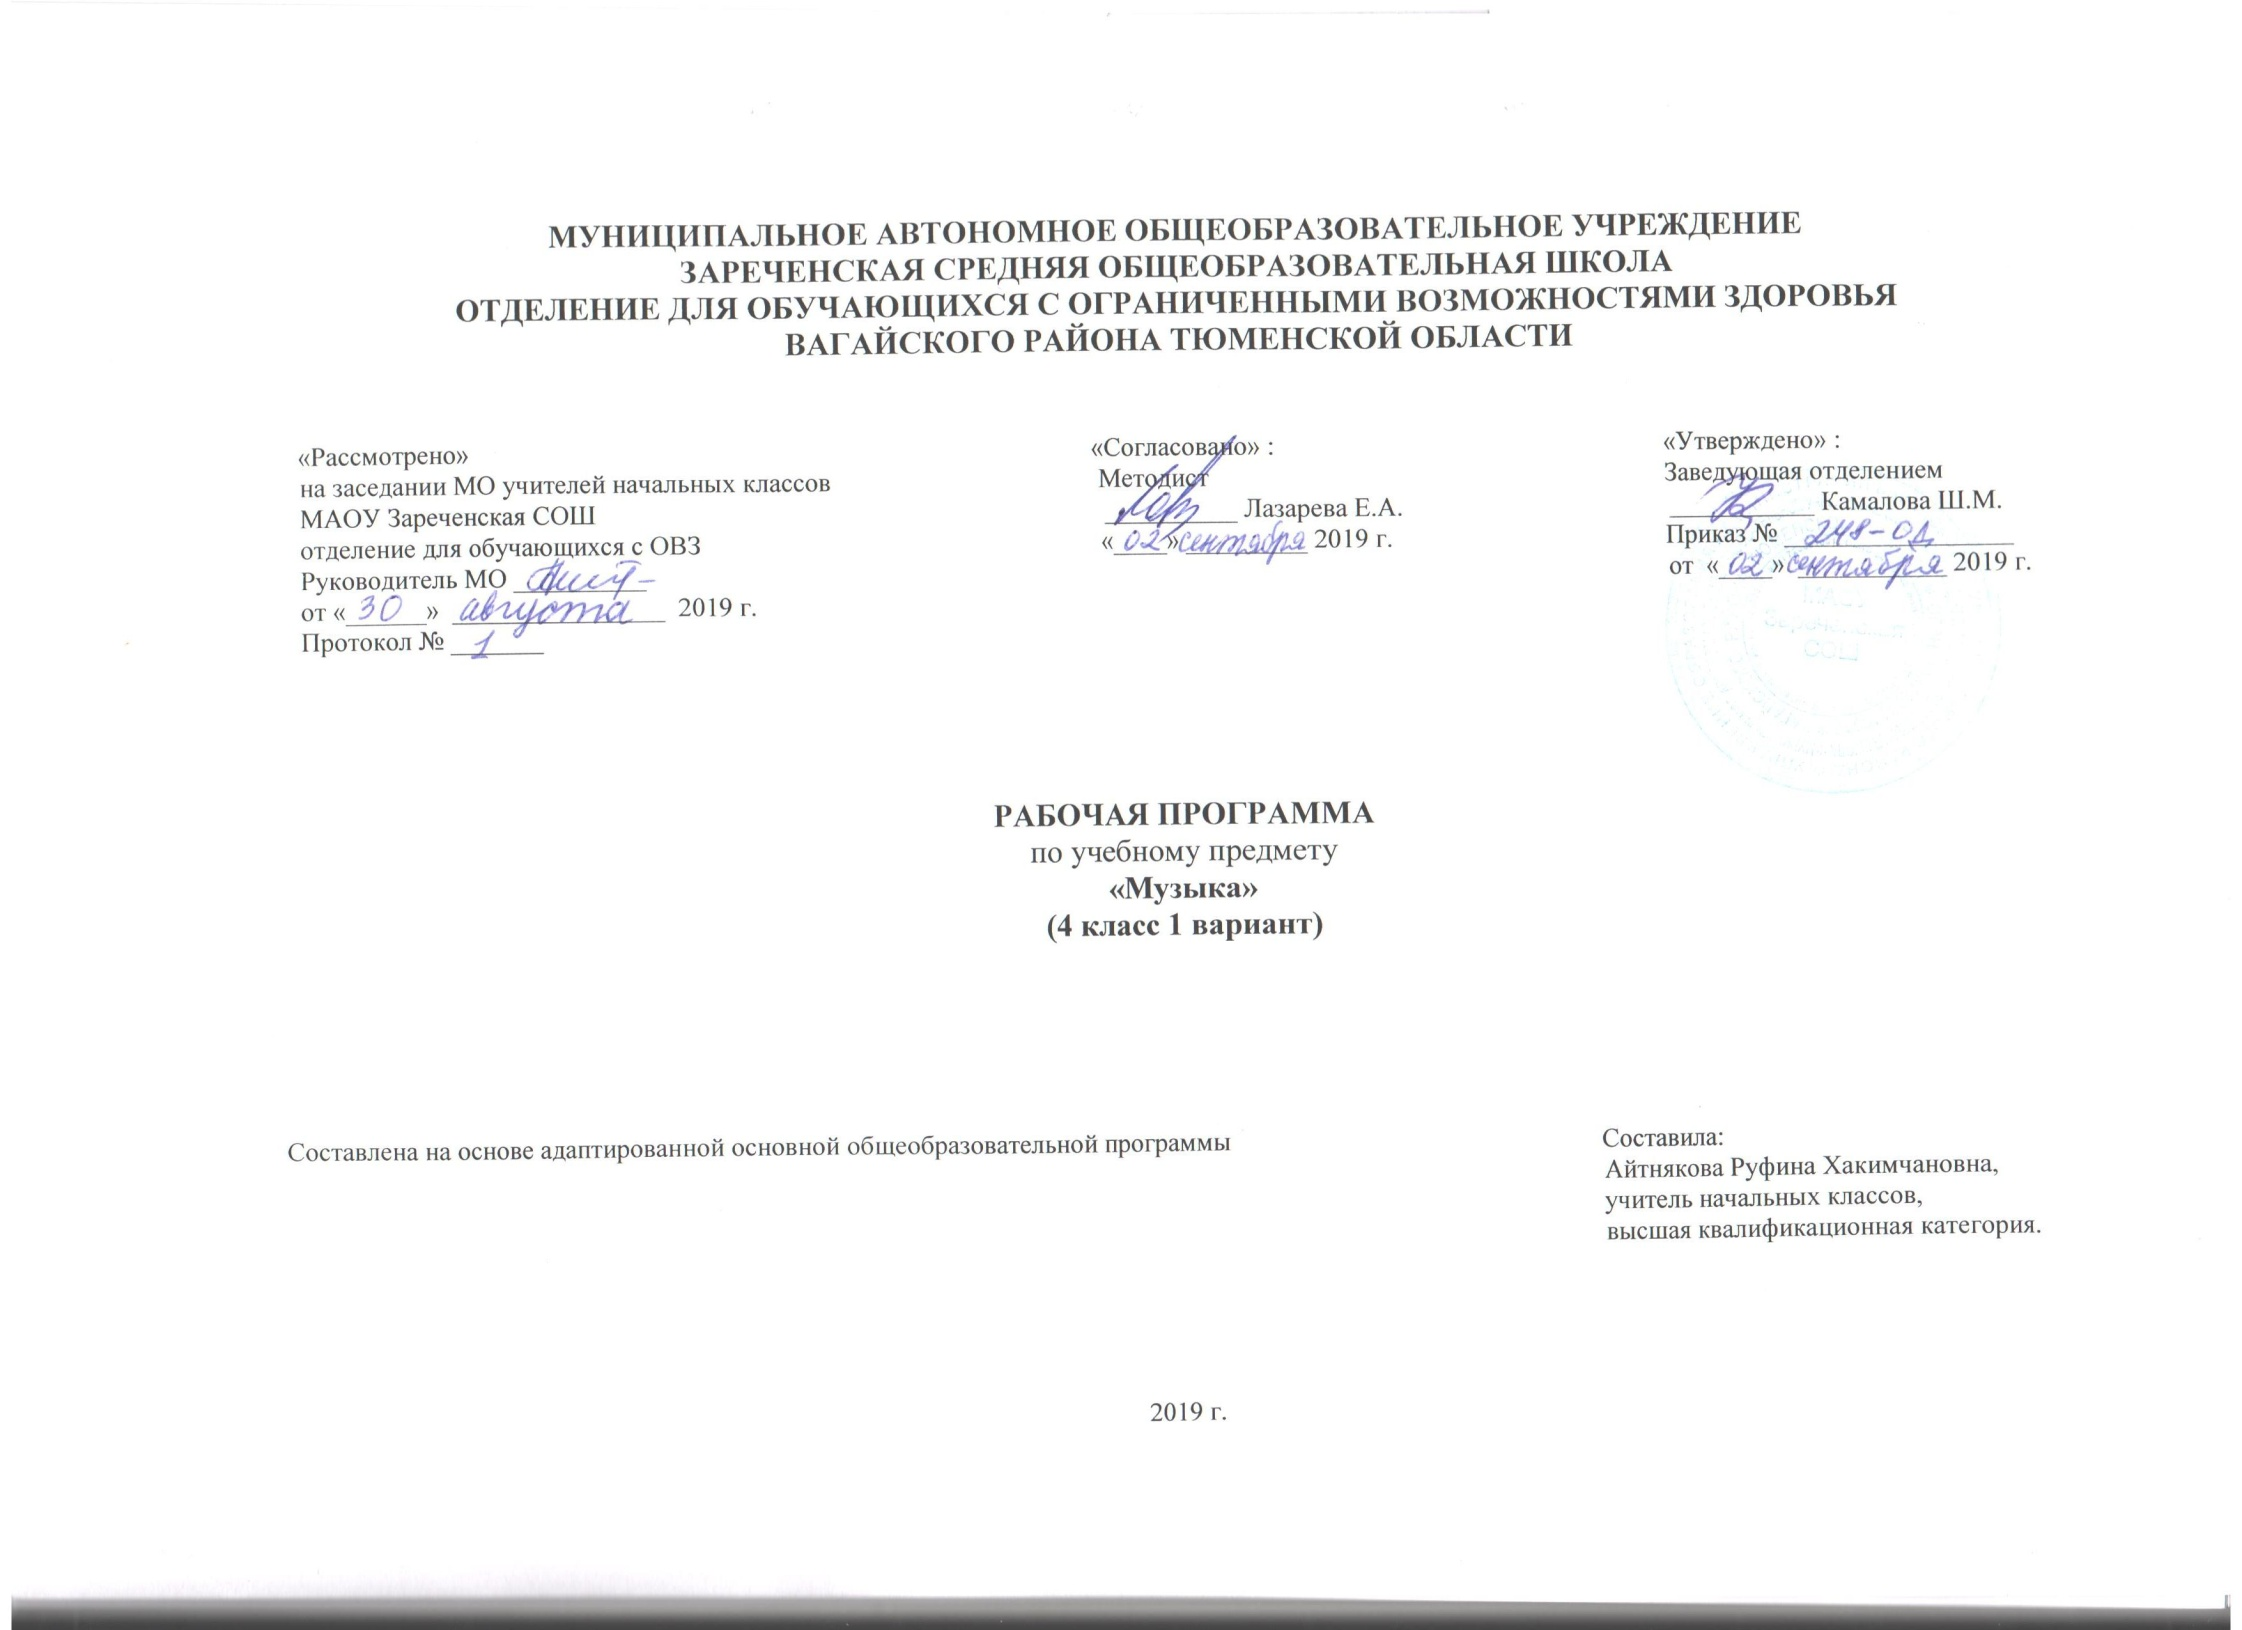 МУНИЦИПАЛЬНОЕ АВТОНОМНОЕ ОБЩЕОБРАЗОВАТЕЛЬНОЕ УЧРЕЖДЕНИЕ
ЗАРЕЧЕНСКАЯ СРЕДНЯЯ ОБЩЕОБРАЗОВАТЕЛЬНАЯ ШКОЛА
ОТДЕЛЕНИЕ ДЛЯ ОБУЧАЮЩИХСЯ С ОГРАНИЧЕННЫМИ ВОЗМОЖНОСТЯМИ ЗДОРОВЬЯ
ВАГАЙСКОГО РАЙОНА ТЮМЕНСКОЙ ОБЛАСТИ
«Рассмотрено»
на заседании МО учителей начальных классов
МАОУ Зареченская СОШ
отделение для обучающихся с ОВЗ
Руководитель МО
от «30» августа 2019 г.
Протокол № 1
«Согласовано» :
Методист
Лазарева Е.А.
«02» сентября 2019 г.
«Утверждено» :
Заведующая отделением
Камалова Ш.М.
Приказ № 248-ОД
от «02» сентября 2019 г.
МАОУ
Зареченская
СОШ
РАБОЧАЯ ПРОГРАММА
по учебному предмету
«Музыка»
(4 класс 1 вариант)
Составлена на основе адаптированной основной общеобразовательной программы
Составила:
Айтнякова Руфина Хакимчановна,
учитель начальных классов,
высшая квалификационная категория.
2019 г.